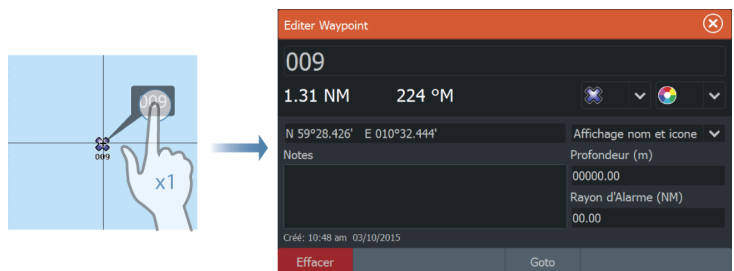 009
009
x1
Editer Waypoint
009
1.31 NM 224 °M
N 59°28.426' E 010°32.444' Affichage nom et icone
Notes Profondeur (m)
00000.00
Rayon d'Alarme (NM)
00.00
Créé: 10:48 am 03/10/2015
Effacer Goto